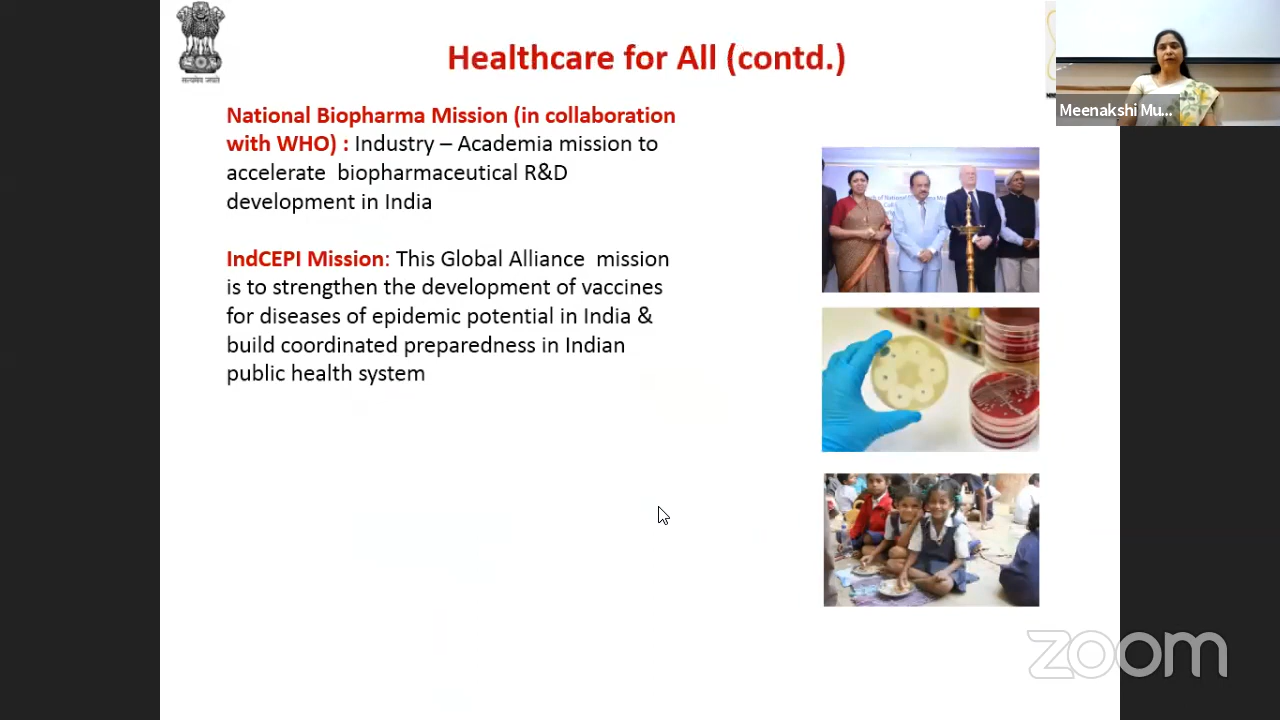 Healthcare for All (contd.)
Meenakshi Mu...
National Biopharma Mission (in collaboration
with WHO) : Industry – Academia mission to
accelerate biopharmaceutical R&D
development in India
IndCEPI Mission: This Global Alliance mission
is to strengthen the development of vaccines
for diseases of epidemic potential in India &
build coordinated preparedness in Indian
public health system
zoom